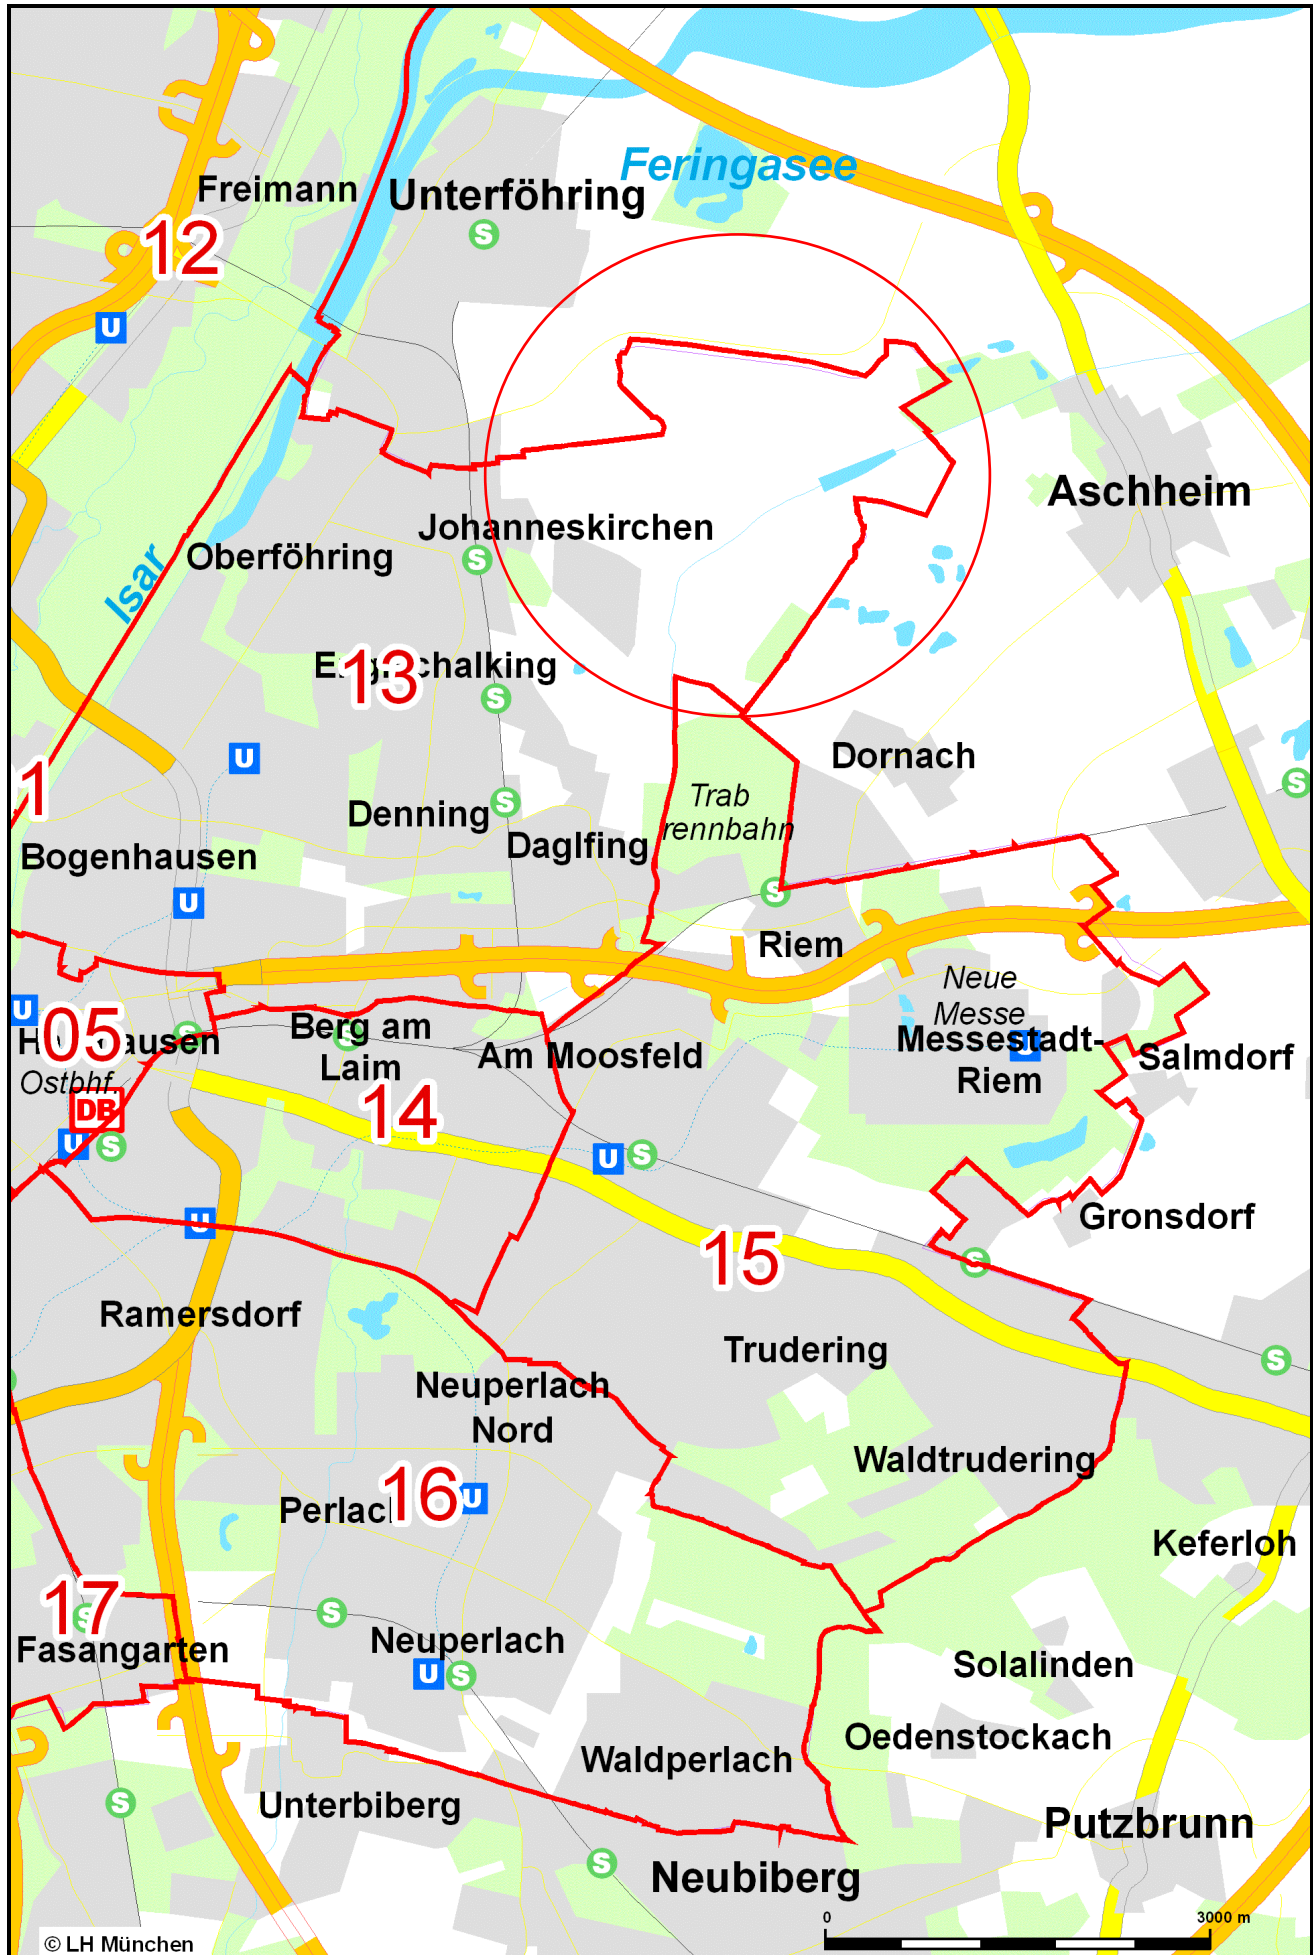 Feringasee
Freimann
Unterföhring
S
12
U
Aschheim
Johanneskirchen
Oberföhring
S
Isar
13
S
U
Dornach
S
1
Trab
rennbahn
S
Denning
Daglfing
Bogenhausen
U
S
Riem
Neue
Messe
U
05
Berg am
Laim
S
S
Am Moosfeld
Messestadt-
Riem
U
Salmdorf
Ostbhf.
DB
14
U
S
U
S
U
Gronsdorf
15
S
Ramersdorf
Trudering
S
Neuperlach
Nord
Waldtrudering
16
U
Keferloh
17
S
S
Fasangarten
Neuperlach
U
S
Solalinden
Oedenstockach
Waldperlach
S
Unterbiberg
Putzbrunn
S
Neubiberg
0
3000 m
© LH München